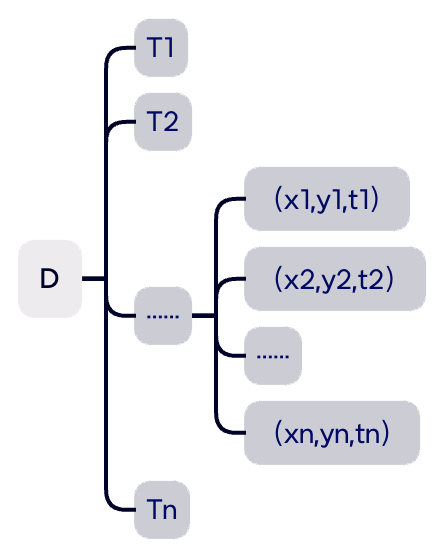 T1
T2
(x1,y1,t1)
D
(x2,y2,t2)
......
......
(xn,yn,tn)
Tn